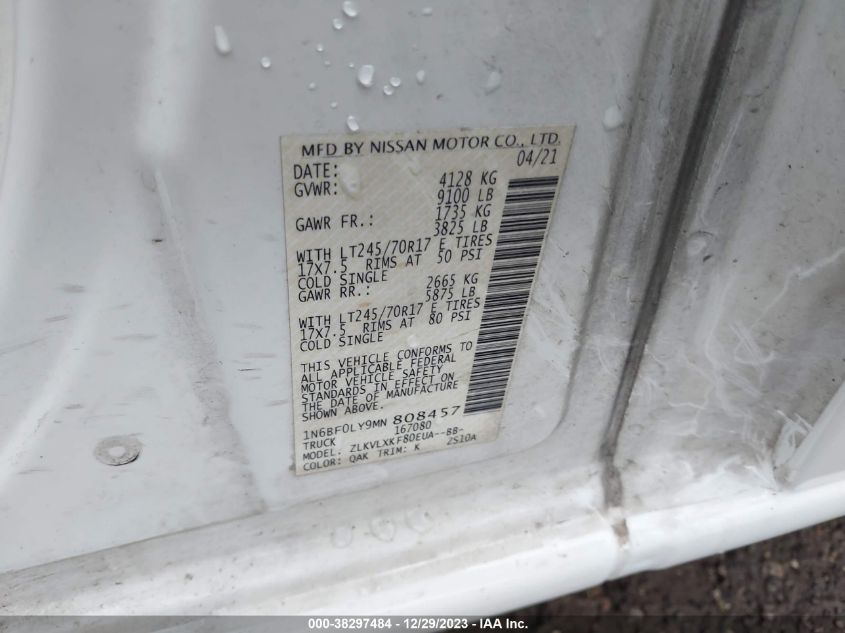 MFD BY NISSAN MOTOR CO., LTD.
DATE: 04/21
GVWR: 4128 KG
9100 LB
GAWR FR.: 1735 KG
3825 LB
WITH LT245/70R17 E TIRES
17X7.5 RIMS AT 50 PSI
COLD SINGLE
GAWR RR.: 2665 KG
5875 LB
WITH LT245/70R17 E TIRES
17X7.5 RIMS AT 80 PSI
COLD SINGLE
THIS VEHICLE CONFORMS TO
ALL APPLICABLE FEDERAL
MOTOR VEHICLE SAFETY
STANDARDS IN EFFECT ON
THE DATE OF MANUFACTURE
SHOWN ABOVE.
1N6BF0LY9MN 808457
TRUCK 167080
MODEL: ZLKVLXKF80EUA--BB-
COLOR: QAK TRIM: K 2S10A
000-38297484 - 12/29/2023 - IAA Inc.